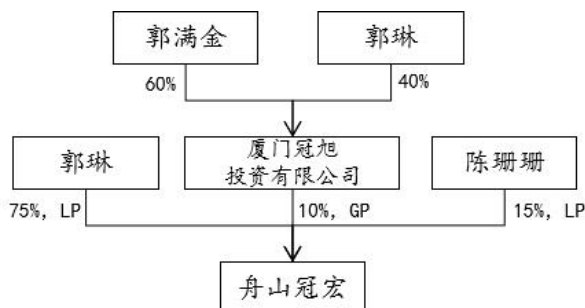 郭满金
郭琳
60%
40%
郭琳
厦门冠旭
投资有限公司
陈珊珊
75%, LP
10%, GP
15%, LP
舟山冠宏